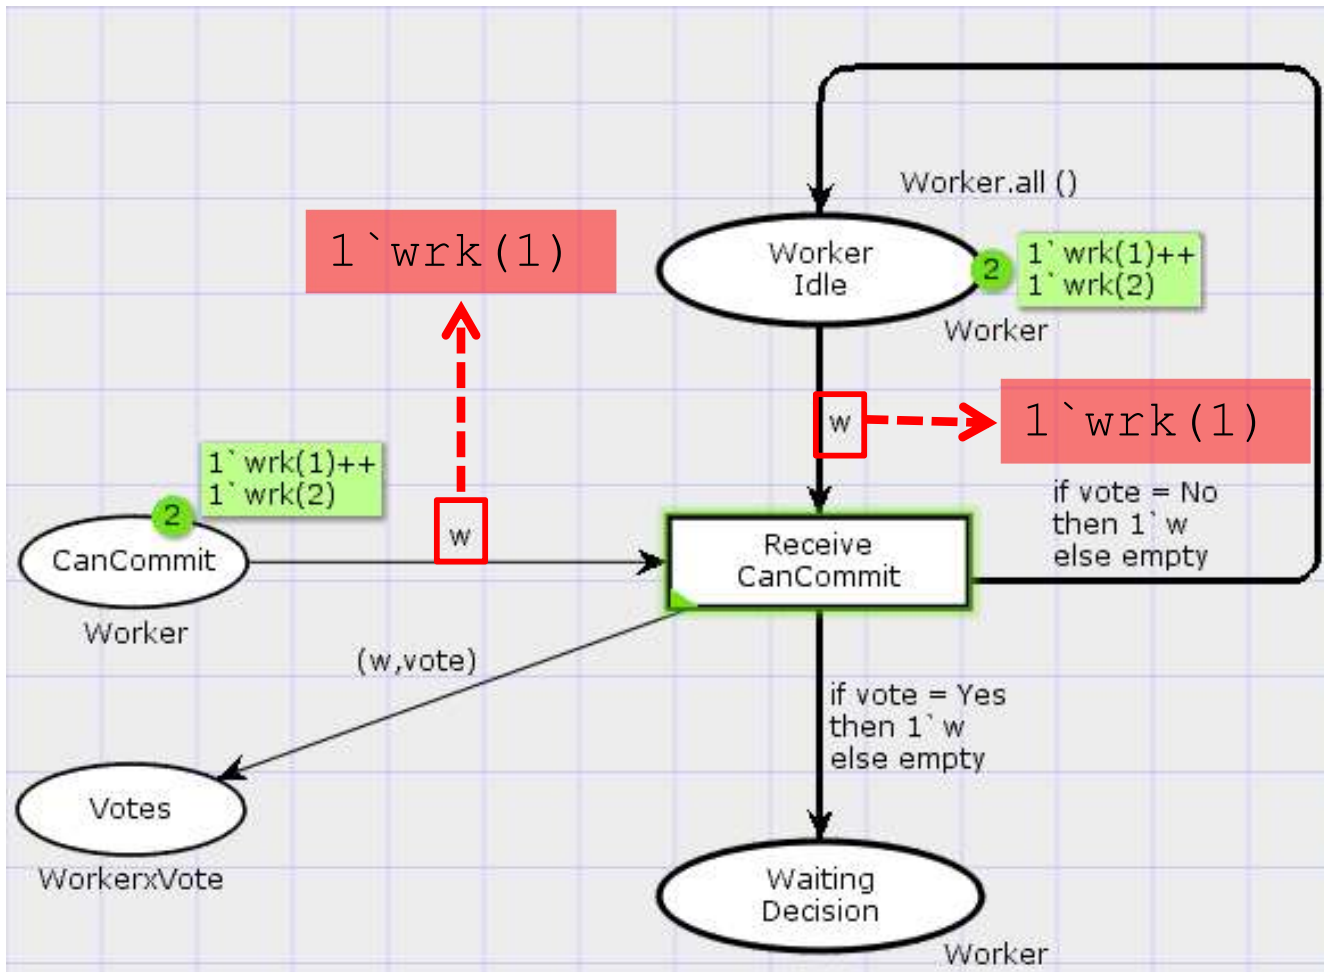 Worker.all ()
1`wrk(1)
Worker
Idle
2
1`wrk(1)++
1`wrk(2)
Worker
w
1`wrk(1)
1`wrk(1)++
1`wrk(2)
2
w
CanCommit
Worker
Receive
CanCommit
if vote = No
then 1`w
else empty
(w,vote)
if vote = Yes
then 1`w
else empty
Votes
WorkerxVote
Waiting
Decision
Worker